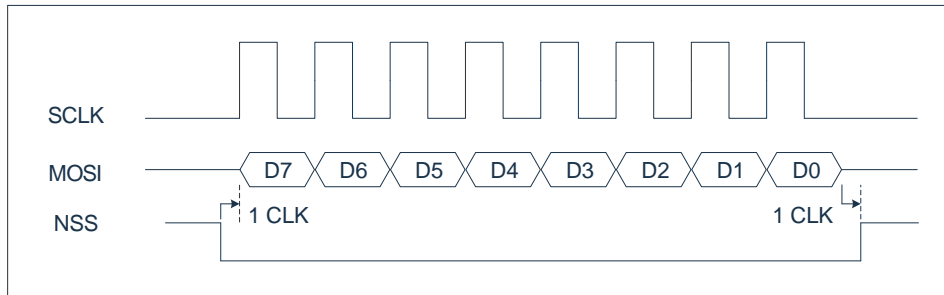 SCLK
MOSI D7 D6 D5 D4 D3 D2 D1 D0
1 CLK 1 CLK
NSS